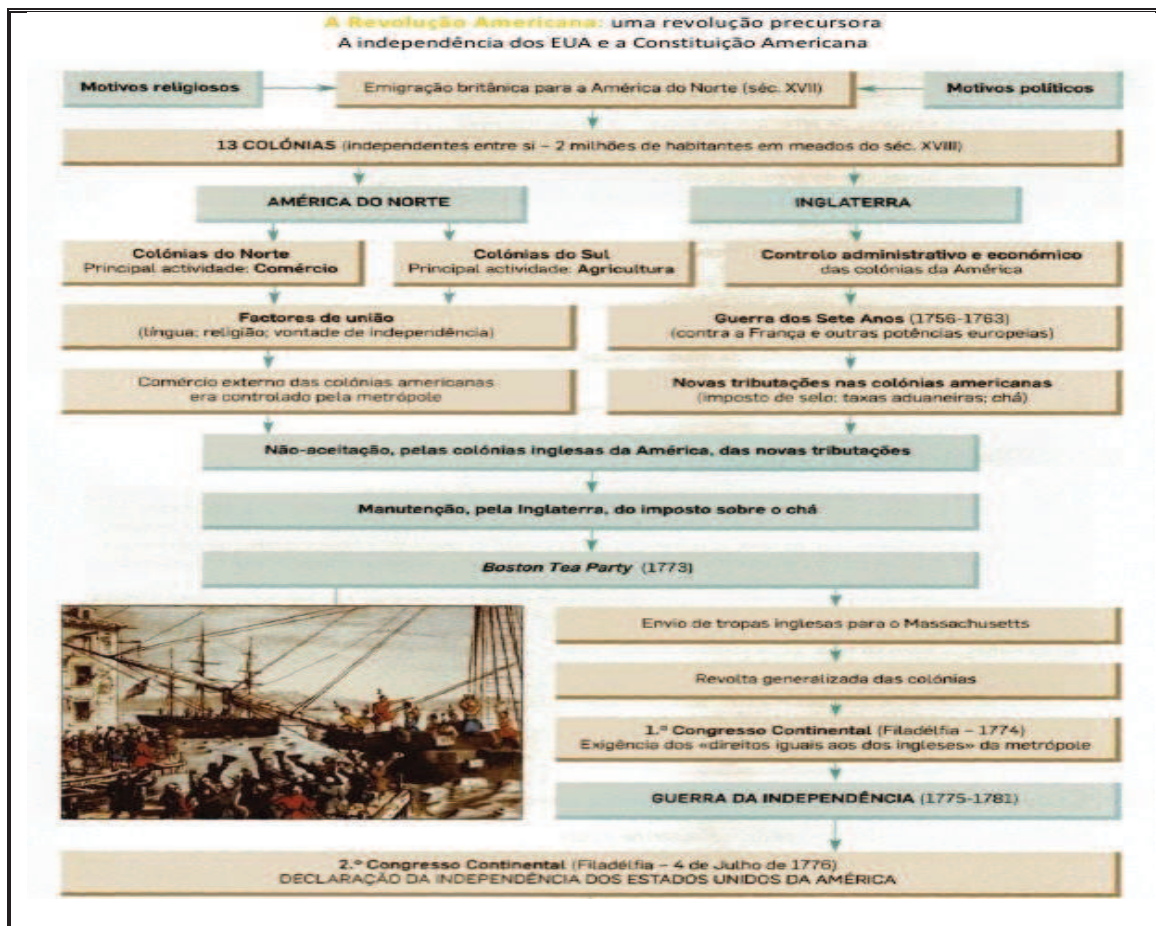 A Revolução Americana: uma revolução precursora
A independência dos EUA e a Constituição Americana
Motivos religiosos
Emigração britânica para a América do Norte (séc. XVII)
Motivos políticos
13 COLÓNIAS (independentes entre si – 2 milhões de habitantes em meados do séc. XVIII)
AMÉRICA DO NORTE
INGLATERRA
Colónias do Norte
Principal actividade: Comércio
Colónias do Sul
Principal actividade: Agricultura
Controlo administrativo e económico
das colónias da América
Factores de união
(língua; religião; vontade de independência)
Guerra dos Sete Anos (1756-1763)
(contra a França e outras potências europeias)
Comércio externo das colónias americanas
era controlado pela metrópole
Novas tributações nas colónias americanas
(imposto de selo; taxas aduaneiras; chá)
Não-aceitação, pelas colónias inglesas da América, das novas tributações
Manutenção, pela Inglaterra, do imposto sobre o chá
Boston Tea Party (1773)
Envio de tropas inglesas para o Massachusetts
Revolta generalizada das colónias
1.º Congresso Continental (Filadélfia – 1774)
Exigência dos «direitos iguais aos dos ingleses» da metrópole
GUERRA DA INDEPENDÊNCIA (1775-1781)
2.º Congresso Continental (Filadélfia – 4 de Julho de 1776)
DECLARAÇÃO DA INDEPENDÊNCIA DOS ESTADOS UNIDOS DA AMÉRICA